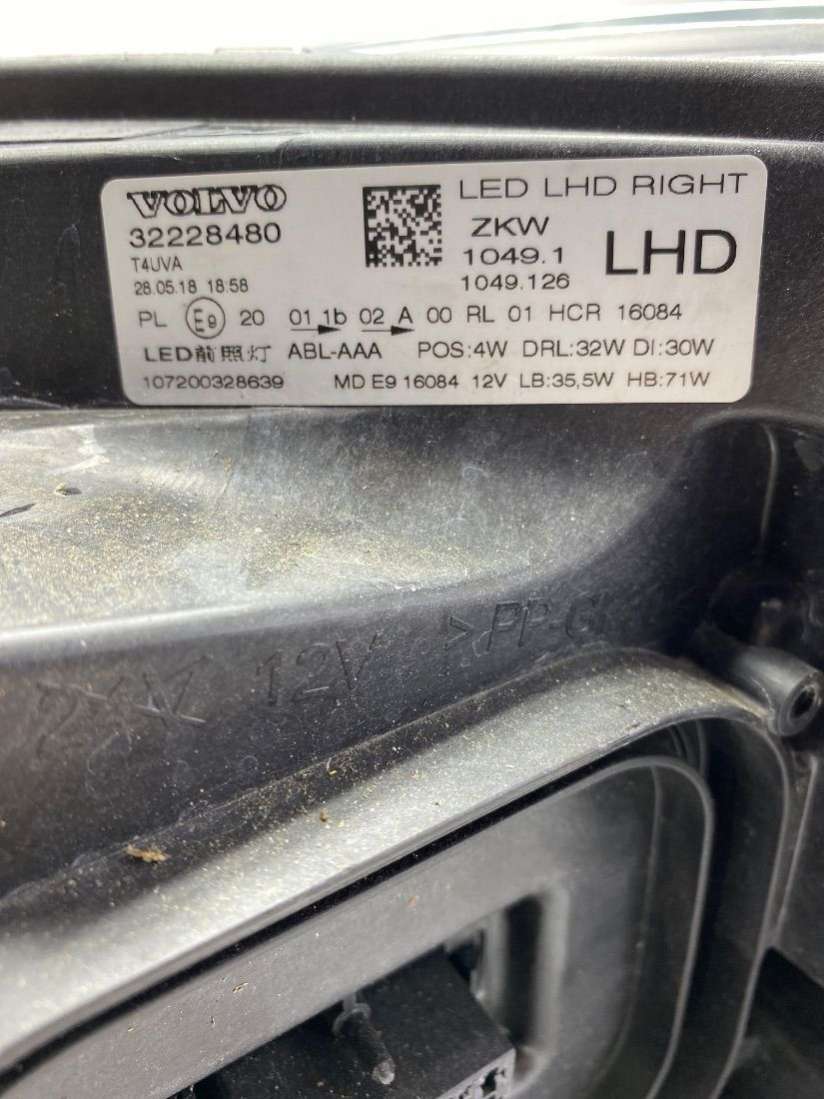 VOLVO
32228480
T4UVA
28.05.18 18:58
LED LHD RIGHT
ZKW
1049.1
1049.126
LHD
PL E9 20 01 1b 02 A 00 RL 01 HCR 16084
LED前照灯 ABL-AAA POS:4W DRL:32W DI:30W
107200328639 MD E9 16084 12V LB:35,5W HB:71W
12V >PP-G